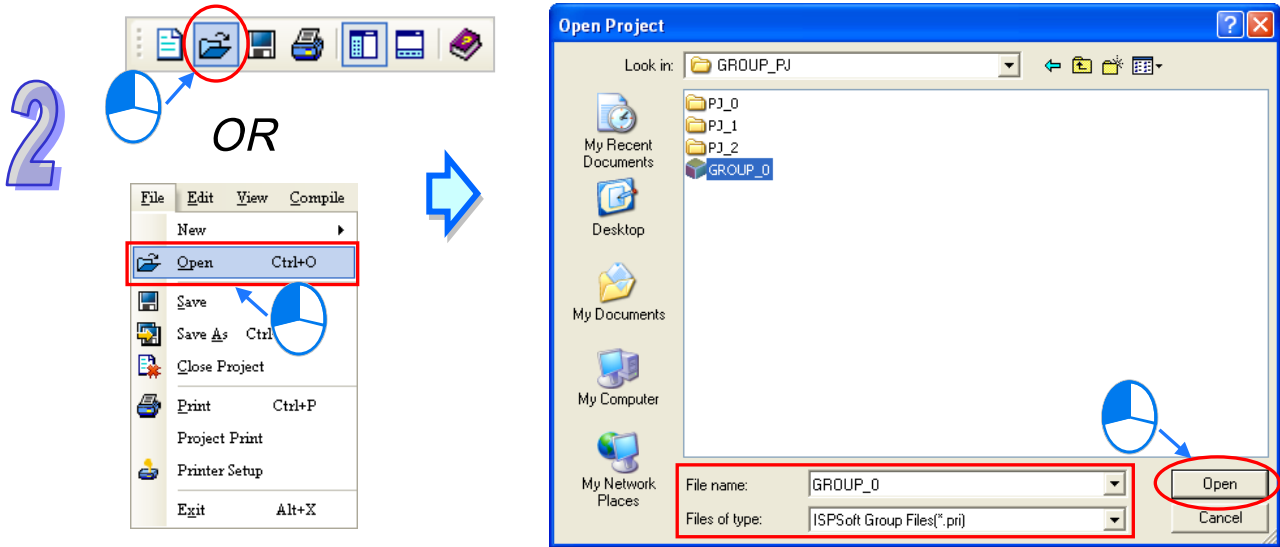 2
OR
File Edit View Compile
New
Open Ctrl+O
Save
Save As Ctrl
Close Project
Print Ctrl+P
Project Print
Printer Setup
Exit Alt+X
Open Project
Look in: GROUP_PJ
My Recent
Documents
Desktop
My Documents
My Computer
My Network
Places
PJ_0
PJ_1
PJ_2
GROUP_0
File name: GROUP_0 Open
Files of type: ISPSoft Group Files(*.pri) Cancel